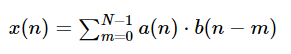 x(n) = ∑_{m=0}^{N−1} a(n) · b(n − m)